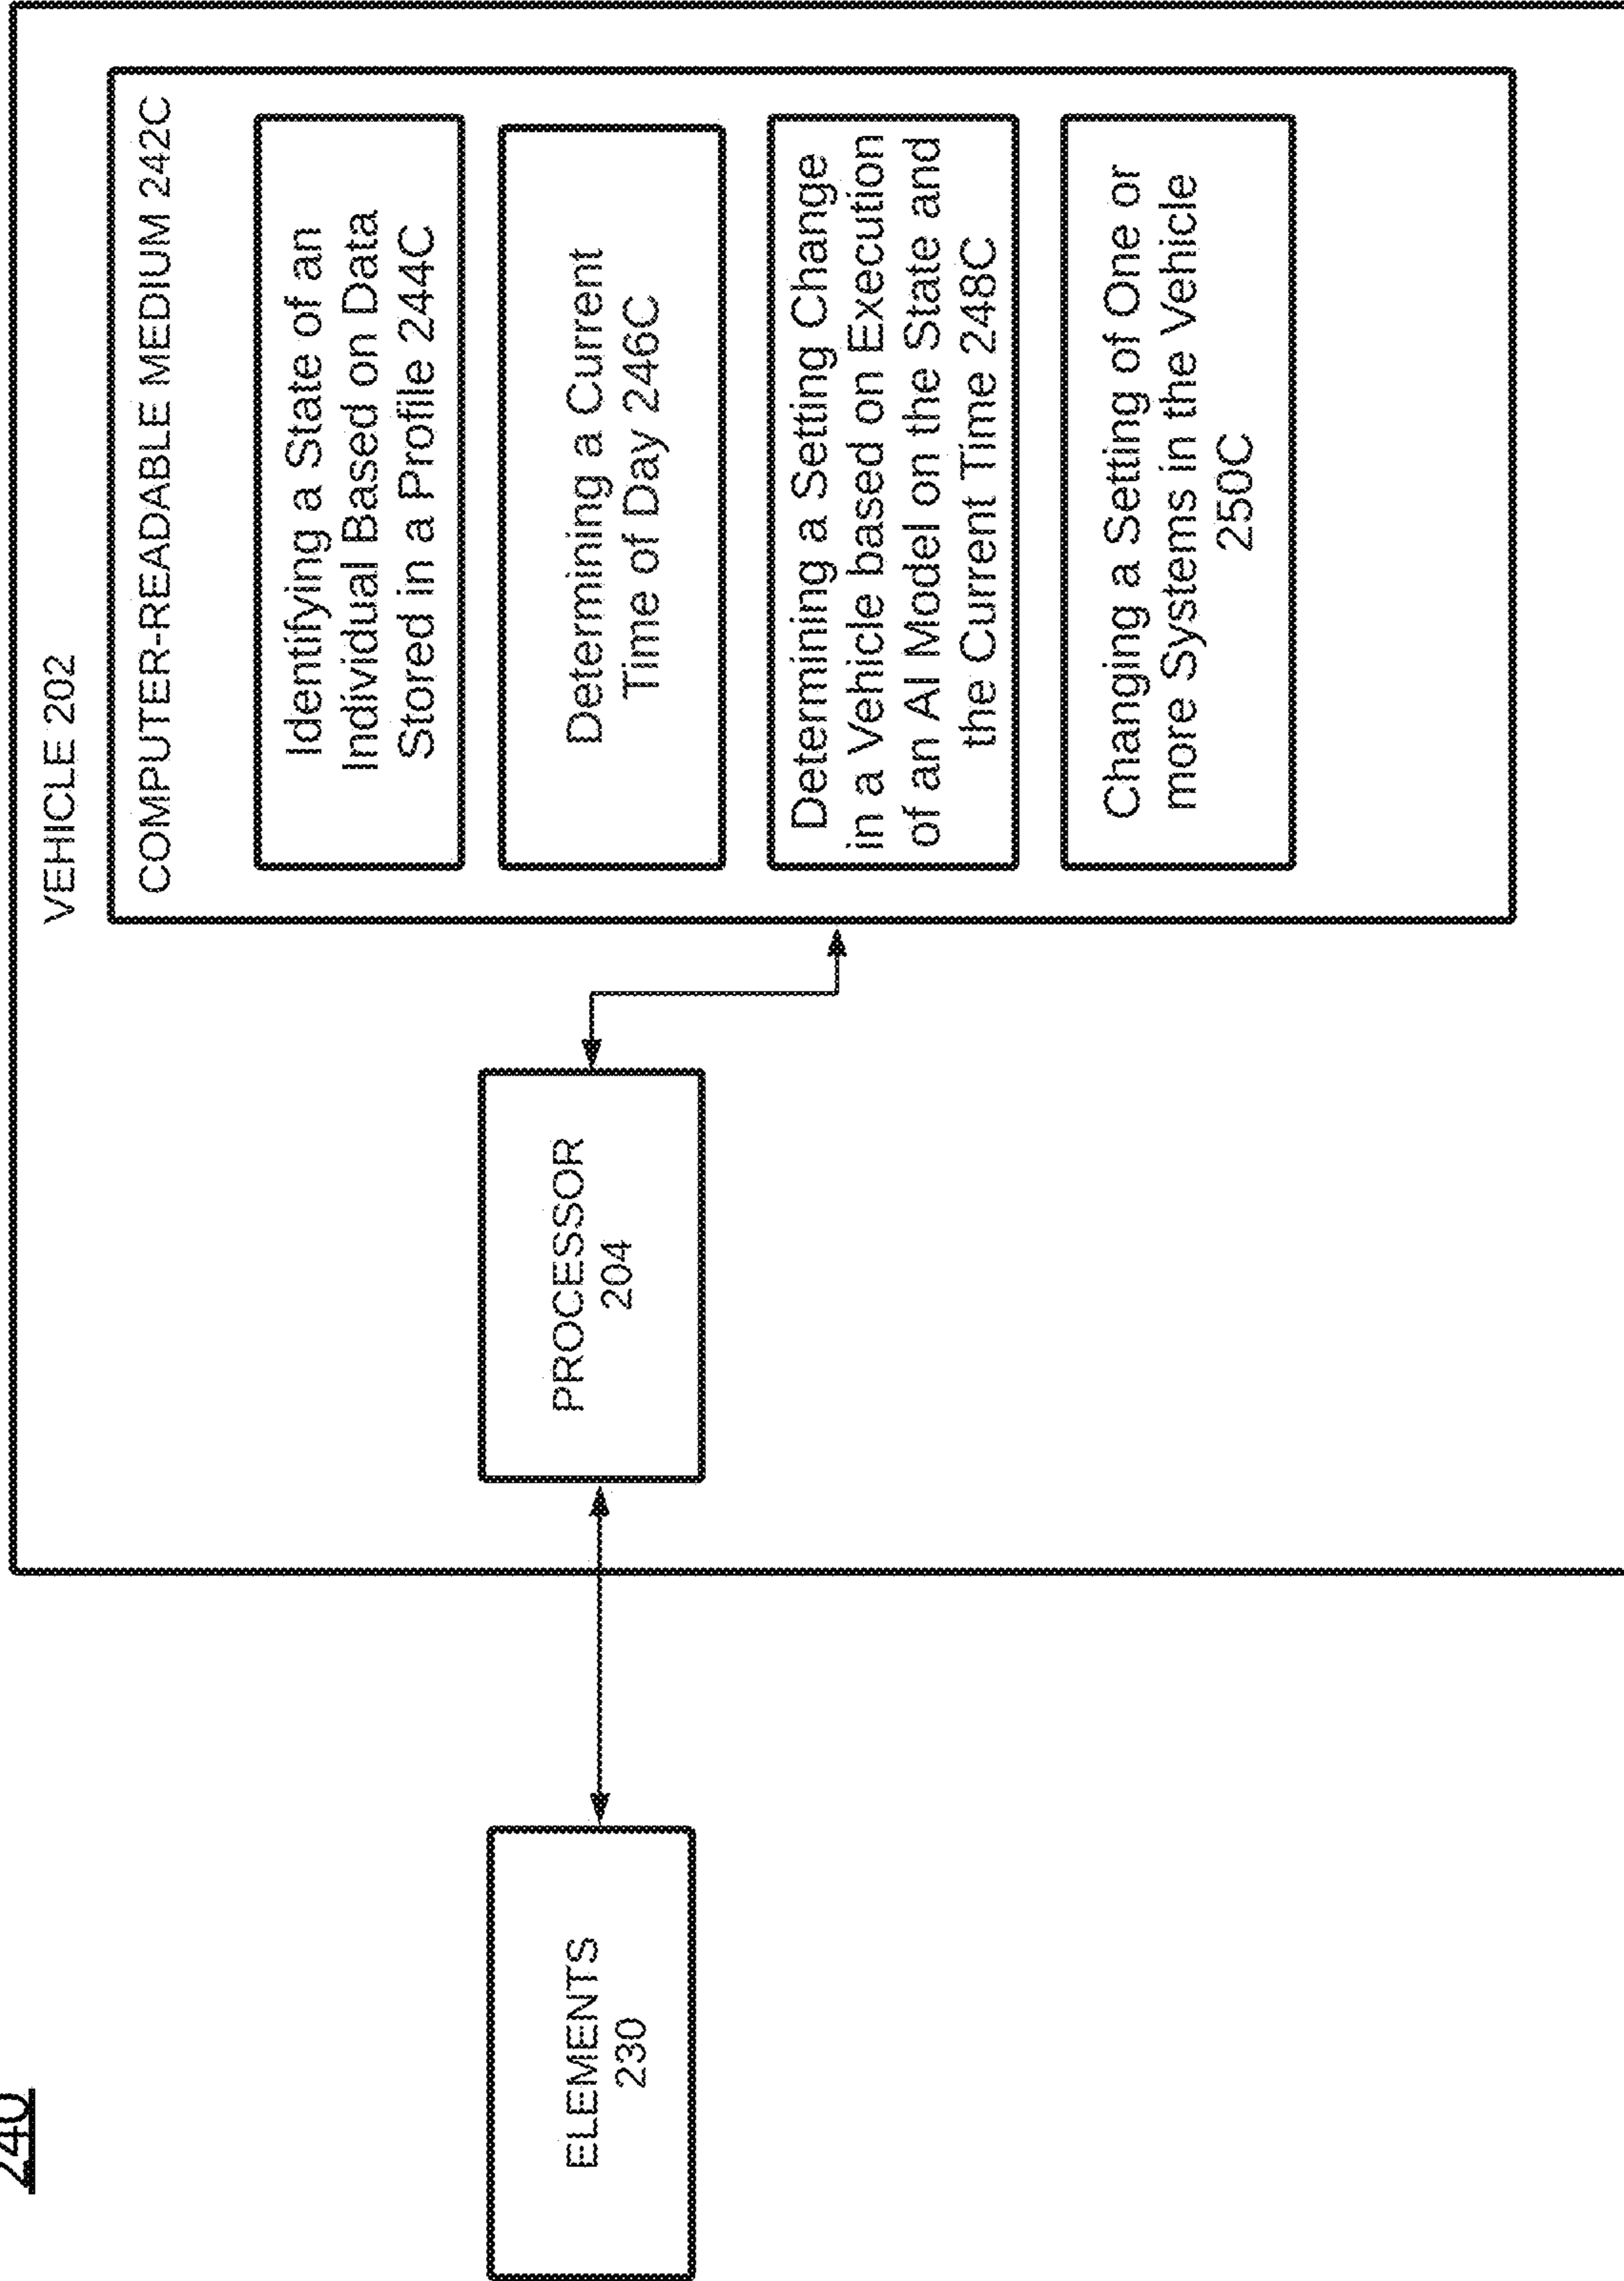 240
VEHICLE 202
COMPUTER-READABLE MEDIUM 242C
Identifying a State of an
Individual Based on Data
Stored in a Profile 244C
Determining a Current
Time of Day 246C
Determining a Setting Change
in a Vehicle based on Execution
of an AI Model on the State and
the Current Time 248C
Changing a Setting of One or
more Systems in the Vehicle
250C
PROCESSOR
204
ELEMENTS
230